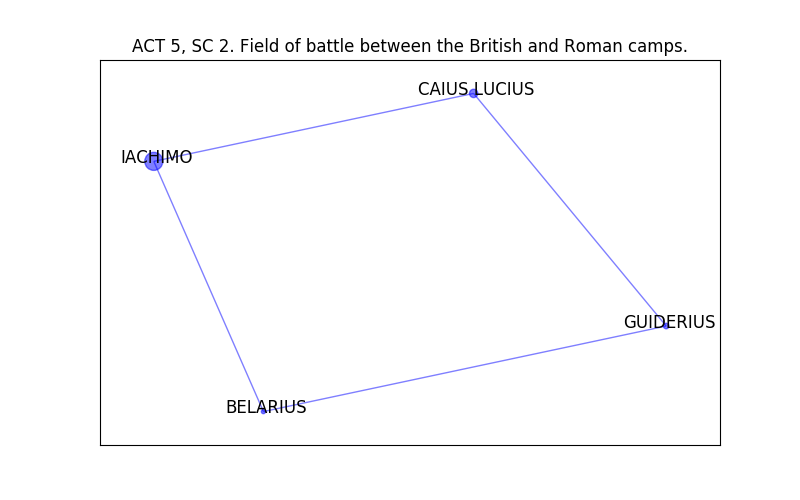 ACT 5, SC 2. Field of battle between the British and Roman camps.
CAIUS LUCIUS
IACHIMO
GUIDERIUS
BELARIUS